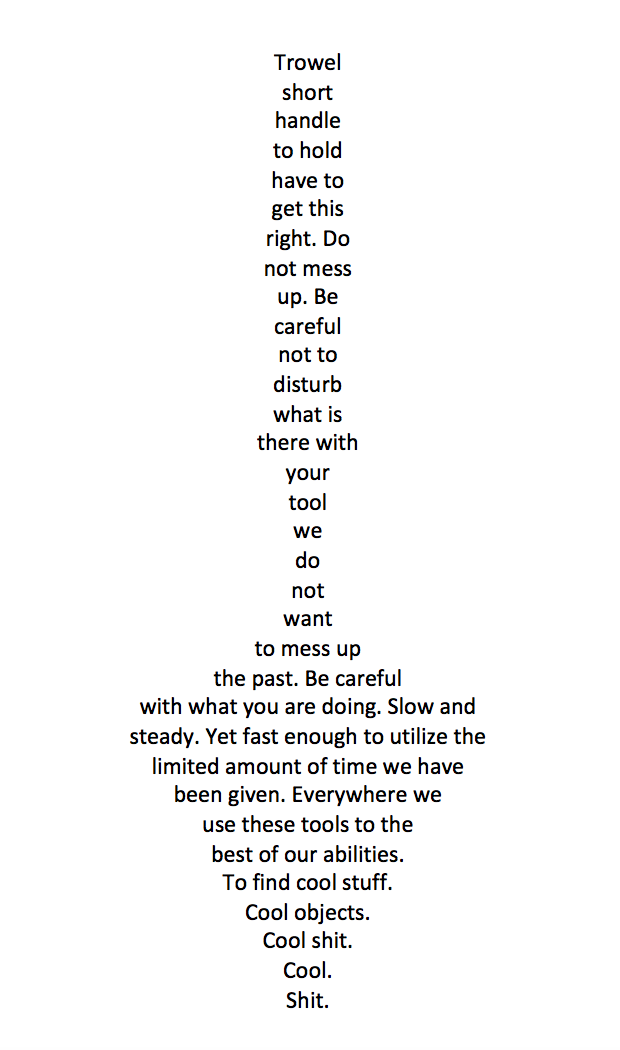 Trowel
short
handle
to hold
have to
get this
right. Do
not mess
up. Be
careful
not to
disturb
what is
there with
your
tool
we
do
not
want
to mess up
the past. Be careful
with what you are doing. Slow and
steady. Yet fast enough to utilize the
limited amount of time we have
been given. Everywhere we
use these tools to the
best of our abilities.
To find cool stuff.
Cool objects.
Cool shit.
Cool.
Shit.